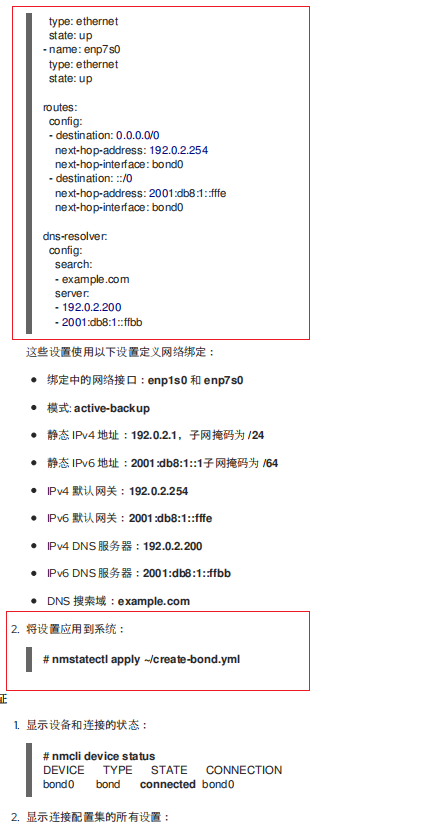 type: ethernet
state: up
- name: enp7s0
type: ethernet
state: up
routes:
config:
- destination: 0.0.0.0/0
next-hop-address: 192.0.2.254
next-hop-interface: bond0
- destination: ::/0
next-hop-address: 2001:db8:1::fffe
next-hop-interface: bond0
dns-resolver:
config:
search:
- example.com
server:
- 192.0.2.200
- 2001:db8:1::ffbb
这些设置使用以下设置定义网络绑定：
● 绑定中的网络接口：enp1s0 和 enp7s0
● 模式: active-backup
● 静态 IPv4 地址：192.0.2.1，子网掩码为 /24
● 静态 IPv6 地址：2001:db8:1::1子网掩码为 /64
● IPv4 默认网关：192.0.2.254
● IPv6 默认网关：2001:db8:1::fffe
● IPv4 DNS 服务器：192.0.2.200
● IPv6 DNS 服务器：2001:db8:1::ffbb
● DNS 搜索域：example.com
2. 将设置应用到系统：
# nmstatectl apply ~/create-bond.yml
证
1. 显示设备和连接的状态：
# nmcli device status
DEVICE TYPE STATE CONNECTION
bond0 bond connected bond0
2. 显示连接配置集的所有设置：